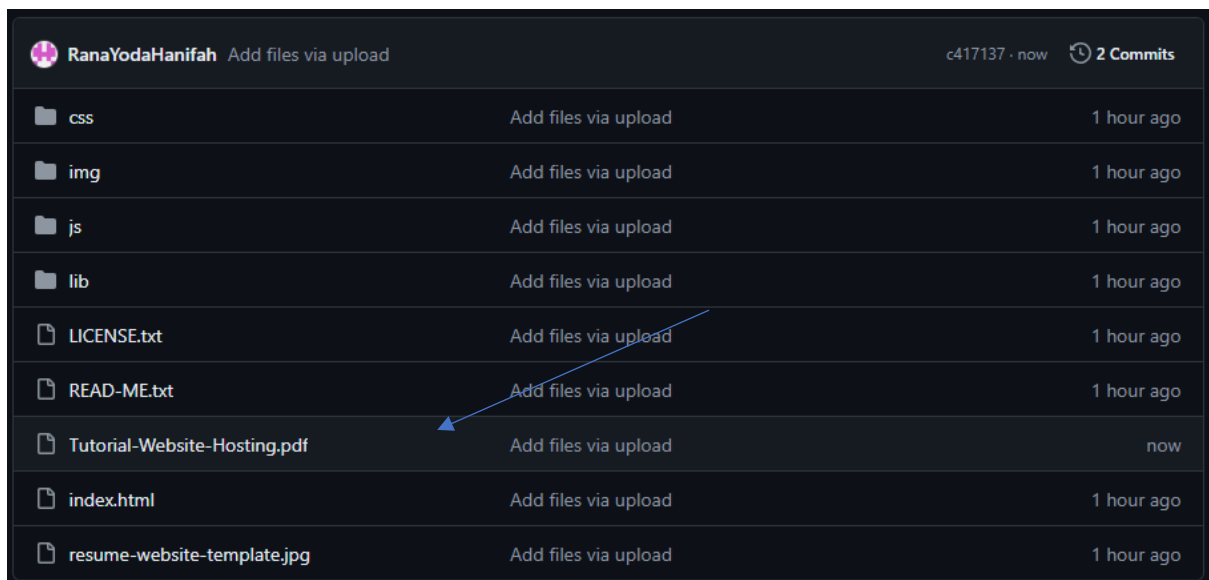 RanaYodaHanifah Add files via upload c417137 · now 2 Commits
css Add files via upload 1 hour ago
img Add files via upload 1 hour ago
js Add files via upload 1 hour ago
lib Add files via upload 1 hour ago
LICENSE.txt Add files via upload 1 hour ago
READ-ME.txt Add files via upload 1 hour ago
Tutorial-Website-Hosting.pdf Add files via upload now
index.html Add files via upload 1 hour ago
resume-website-template.jpg Add files via upload 1 hour ago